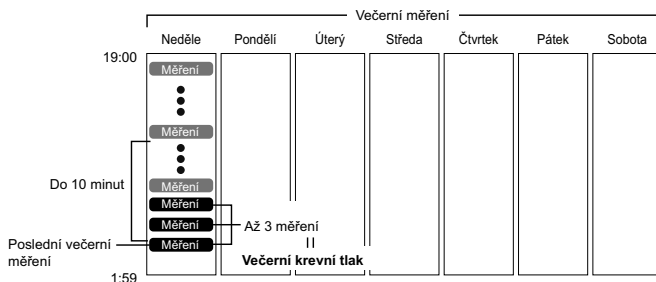 Večerní měření
Neděle Pondělí Úterý Středa Čtvrtek Pátek Sobota
19:00
Měření
Měření
Do 10 minut
Měření
Měření
Měření
Až 3 měření
Poslední večerní
měření
Měření
Večerní krevní tlak
1:59